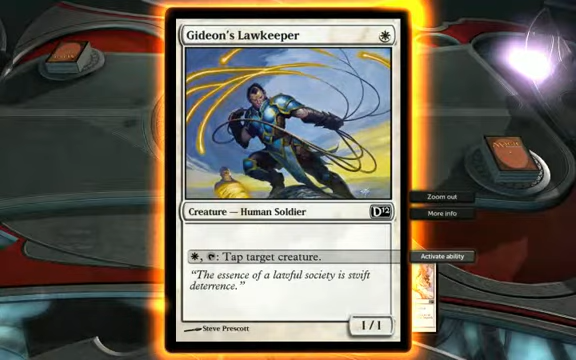 Gideon's Lawkeeper
Creature — Human Soldier
D12
: Tap target creature.
"The essence of a lawful society is swift
deterrence."
Steve Prescott
1/1
Zoom out
More info
Activate ability